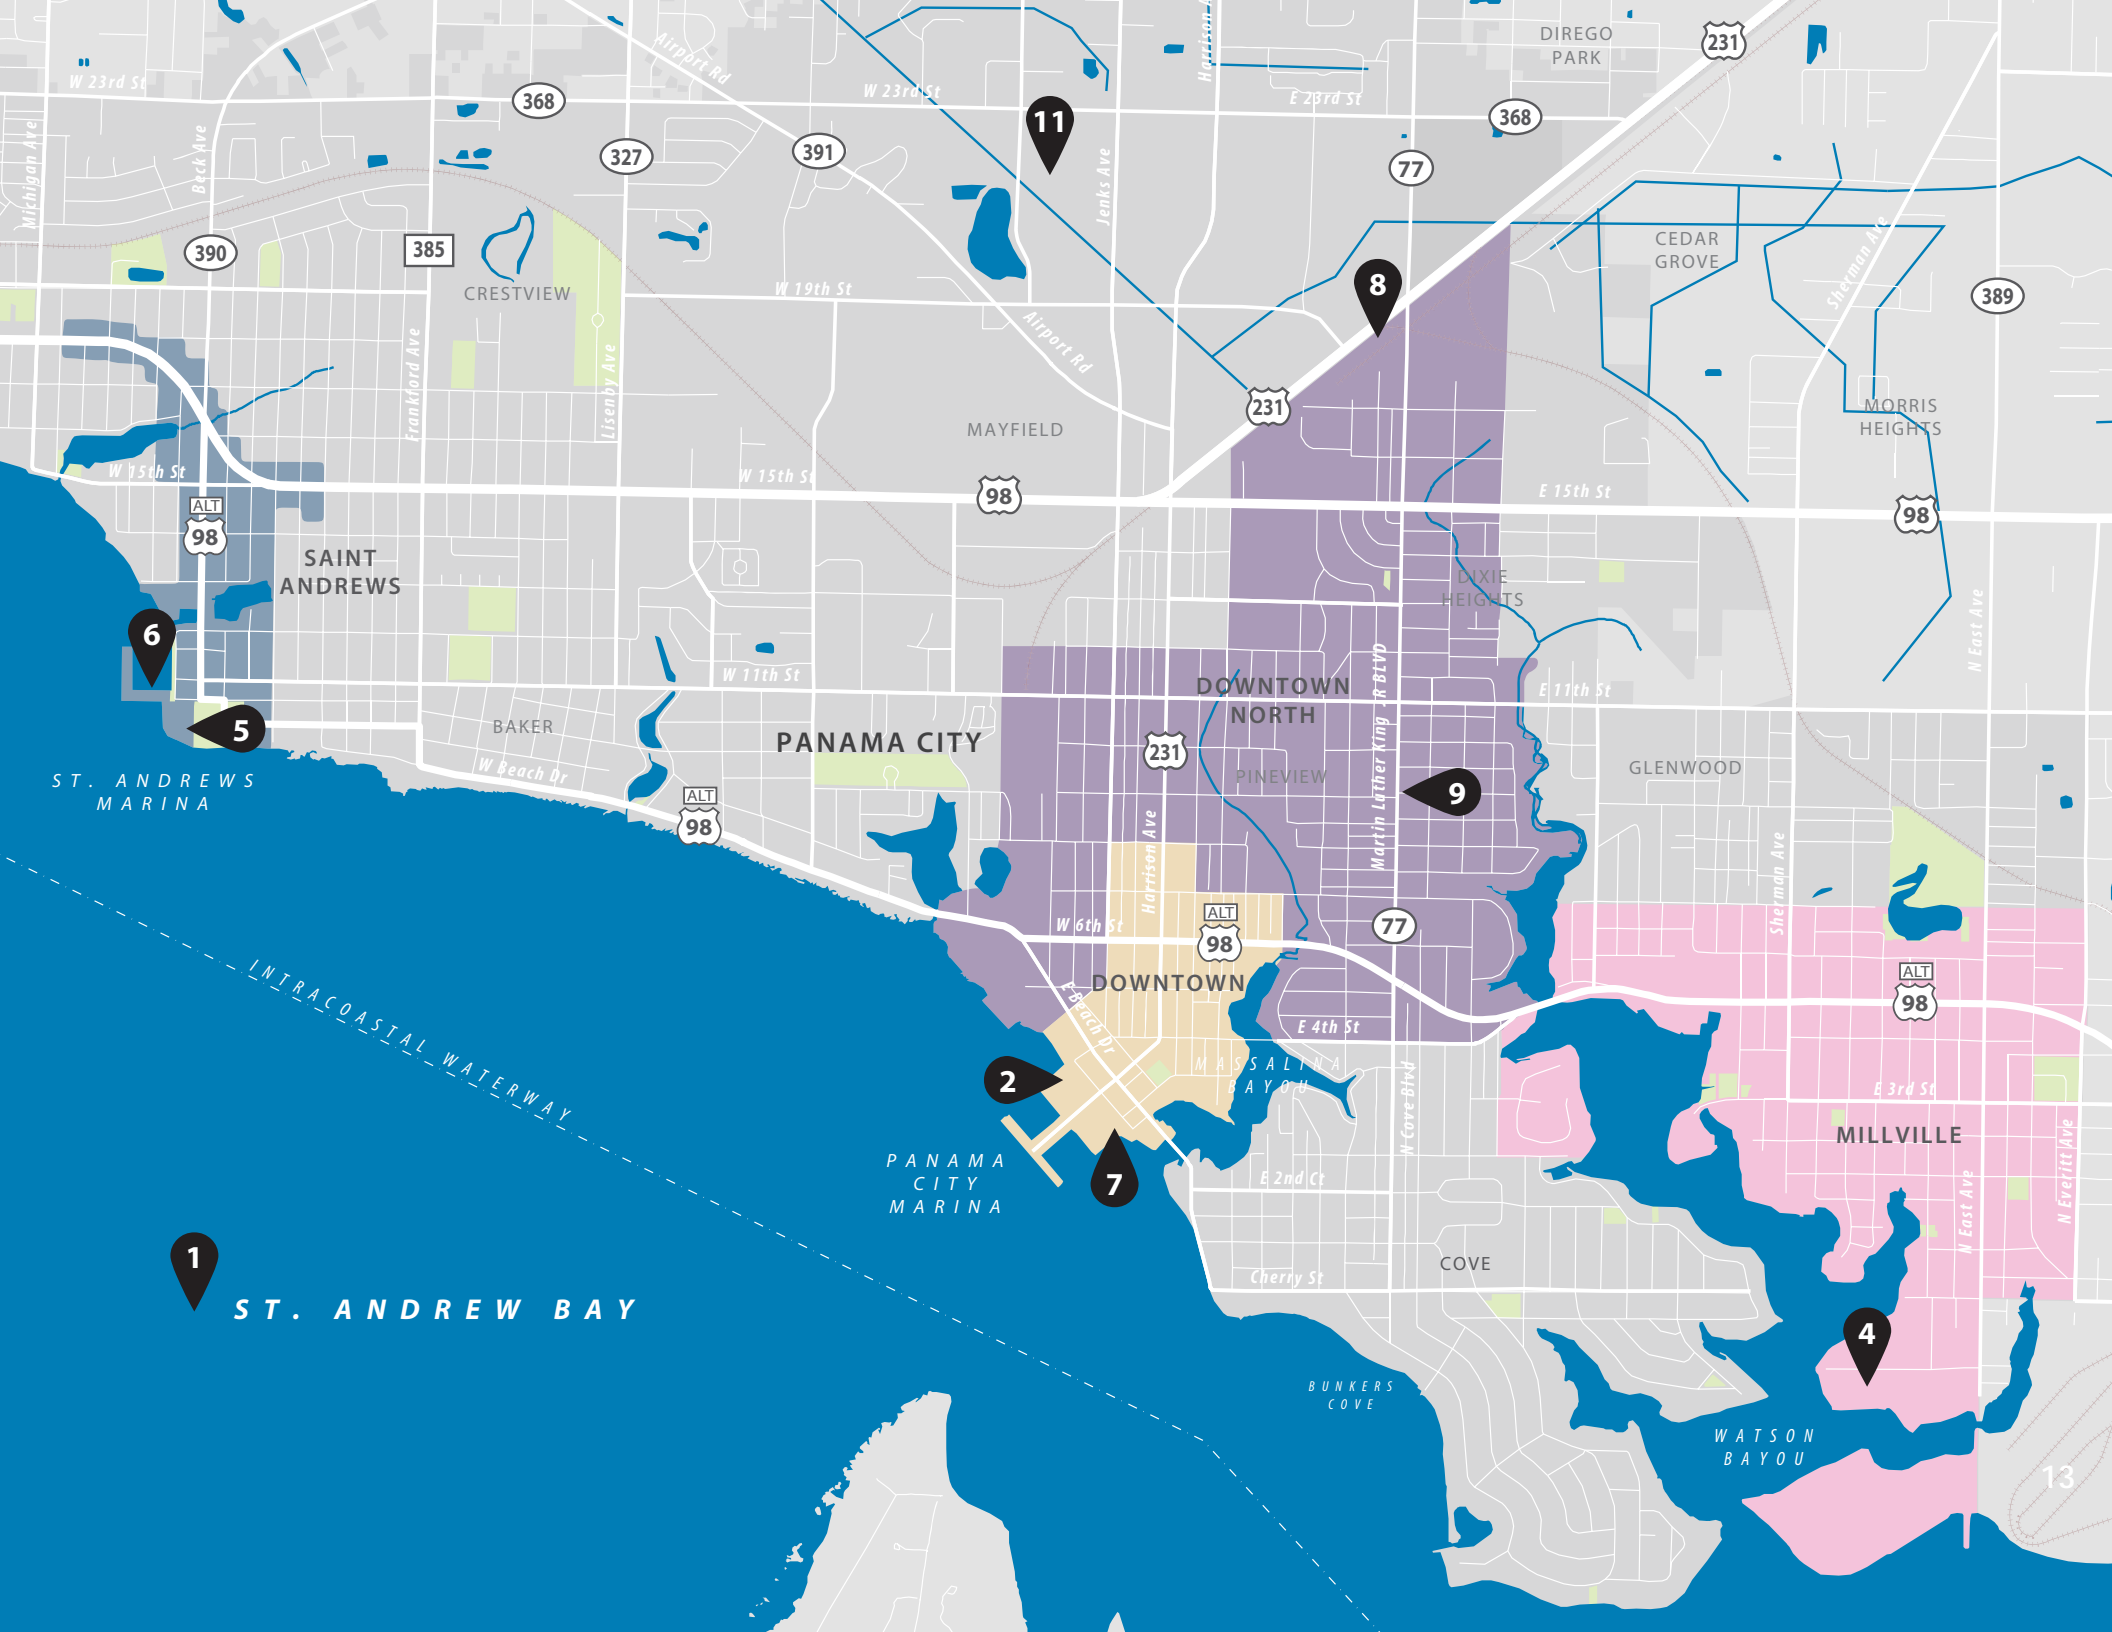 DIREGO
PARK
231
W 23rd St
Airport Rd
368
W 23rd St
Harrison A
E 23rd St
368
11
Michigan Ave
Beck Ave
327
391
Jenks Ave
77
390
385
CRESTVIEW
W 19th St
Airport Rd
8
CEDAR
GROVE
Sherman Ave
389
Frankford Ave
Lisenby Ave
231
MAYFIELD
MORRIS
HEIGHTS
W 15th St
W 15th St
98
E 15th St
98
ALT
98
SAINT
ANDREWS
DIXIE
HEIGHTS
6
N East Ave
W 11th St
DOWNTOWN
NORTH
E 11th St
5
BAKER
PANAMA CITY
231
PINEVIEW
Martin Luther King JR BLVD
9
GLENWOOD
ST. ANDREWS
MARINA
W Beach Dr
ALT
98
Harrison Ave
Sherman Ave
W 6th St
ALT
98
77
INTRACOASTAL WATERWAY
DOWNTOWN
E Beach Dr
E 4th St
ALT
98
2
MASSALINA
BAYOU
N Cove Blvd
E 3rd St
MILLVILLE
N Everitt Ave
PANAMA
CITY
MARINA
7
E 2nd Ct
N East Ave
1
ST. ANDREW BAY
COVE
Cherry St
4
BUNKERS
COVE
WATSON
BAYOU
13